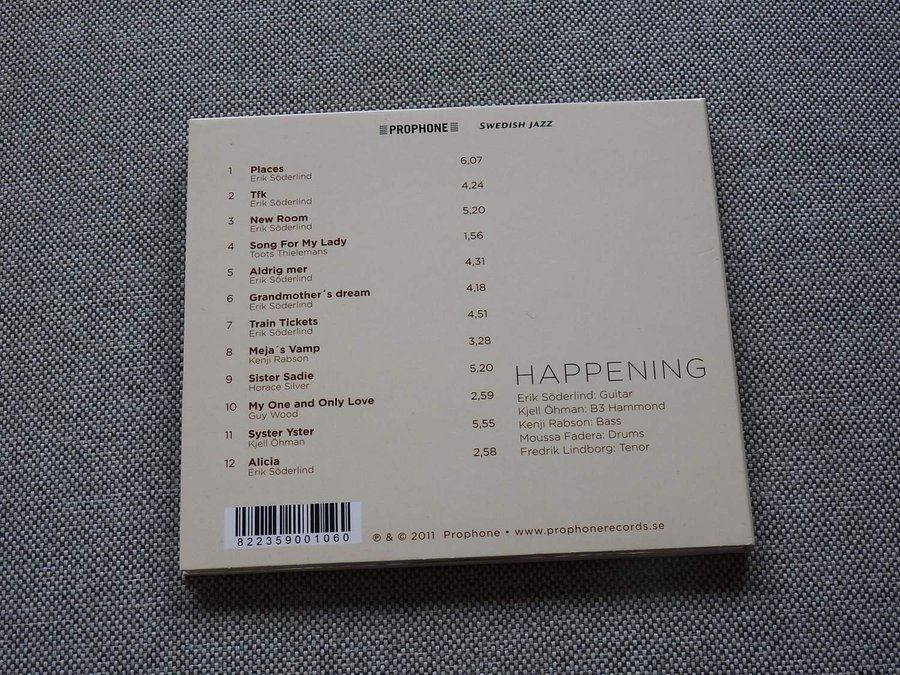 PROPHONE SWEDISH JAZZ
1 Places 6,07
Erik Söderlind
2 Tfk 4,24
Erik Söderlind
3 New Room 5,20
Erik Söderlind
4 Song For My Lady 1,56
Toots Thielemans
5 Aldrig mer 4,31
Erik Söderlind
6 Grandmother´s dream 4,18
Erik Söderlind
7 Train Tickets 4,51
Erik Söderlind
8 Meja´s Vamp 3,28
Kenji Rabson
9 Sister Sadie 5,20
Horace Silver
10 My One and Only Love 2,59
Guy Wood
11 Syster Yster 5,55
Kjell Öhman
12 Alicia 2,58
Erik Söderlind
HAPPENING
Erik Söderlind: Guitar
Kjell Öhman: B3 Hammond
Kenji Rabson: Bass
Moussa Fadera: Drums
Fredrik Lindborg: Tenor
822359001060
℗ & © 2011 Prophone • www.prophonerecords.se